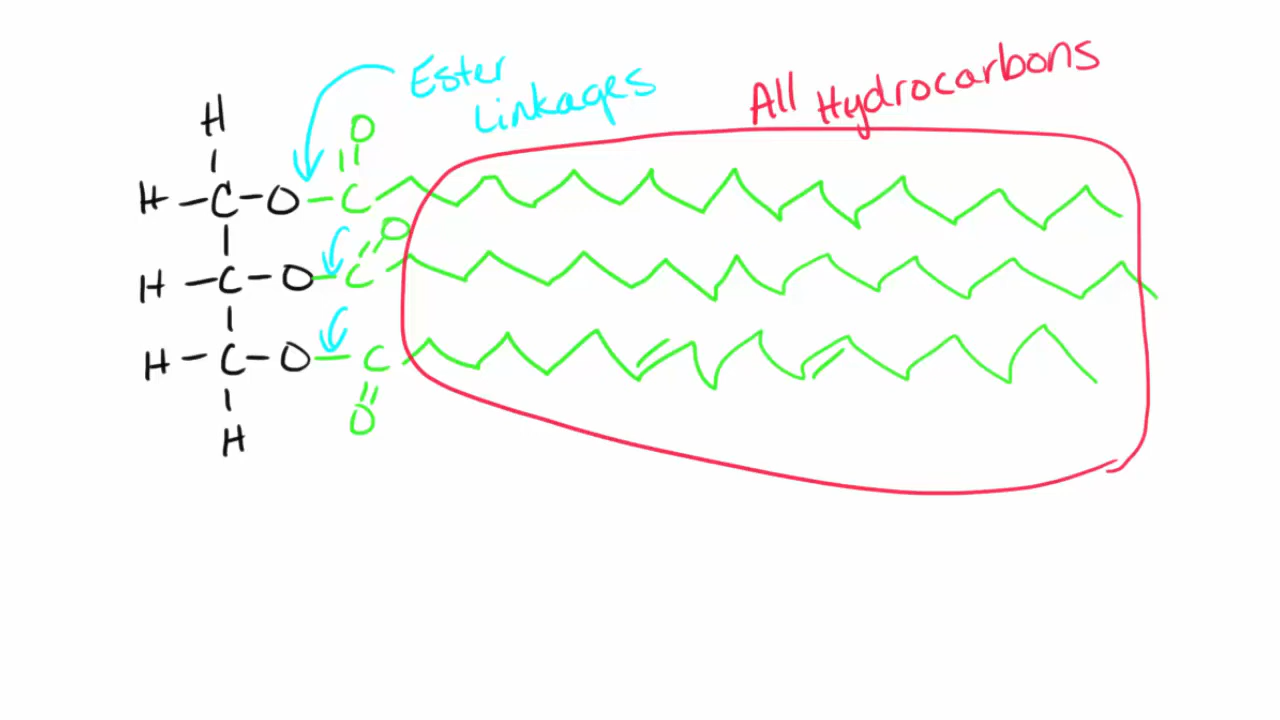 Ester
Linkages
All Hydrocarbons
H
O
H-C-O-C
O
H-C-O-C
H-C-O-C
O
H